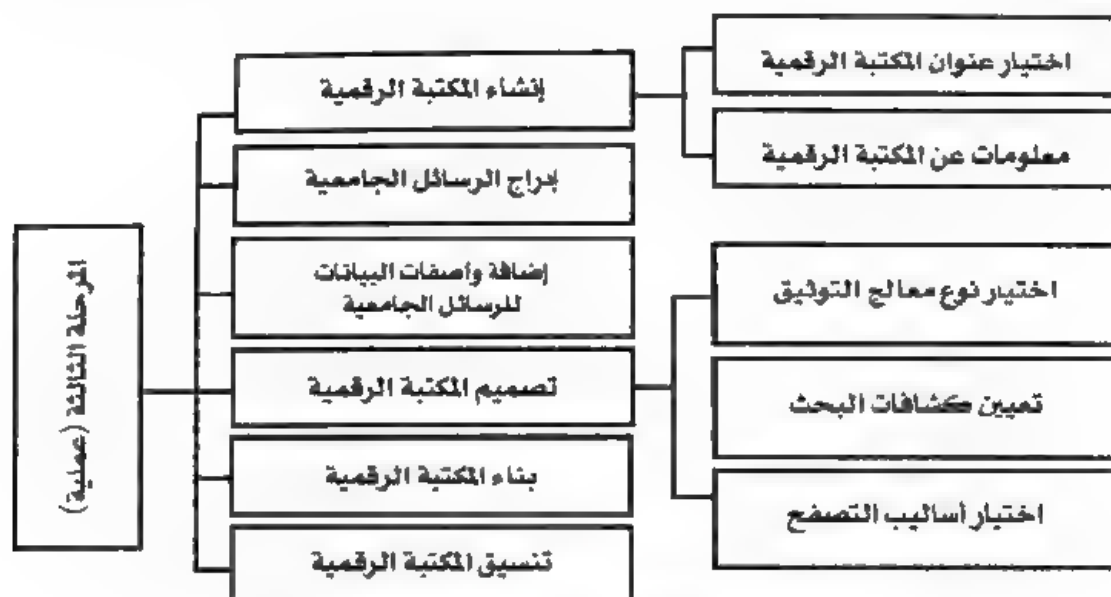 المرحلة الثالثة (عملية)
إنشاء المكتبة الرقمية
اختيار عنوان المكتبة الرقمية
معلومات عن المكتبة الرقمية
إدراج الرسائل الجامعية
إضافة واصفات البيانات
للرسائل الجامعية
تصميم المكتبة الرقمية
اختيار نوع معالج التوثيق
تعيين كشافات البحث
اختيار أساليب التصفح
بناء المكتبة الرقمية
تنسيق المكتبة الرقمية